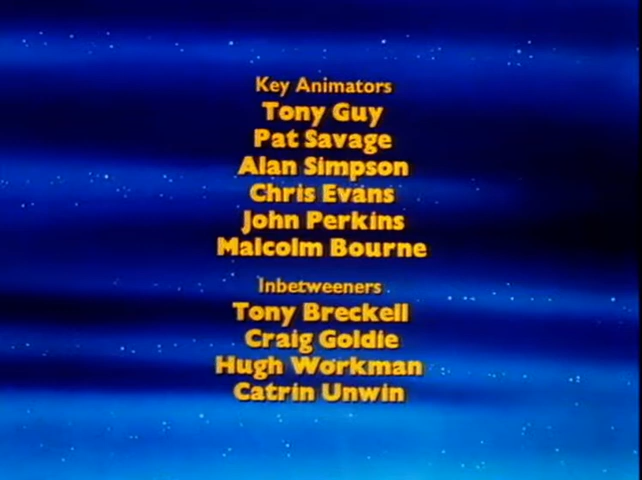 Key Animators
Tony Guy
Pat Savage
Alan Simpson
Chris Evans
John Perkins
Malcolm Bourne
Inbetweeners
Tony Breckell
Craig Goldie
Hugh Workman
Catrin Unwin